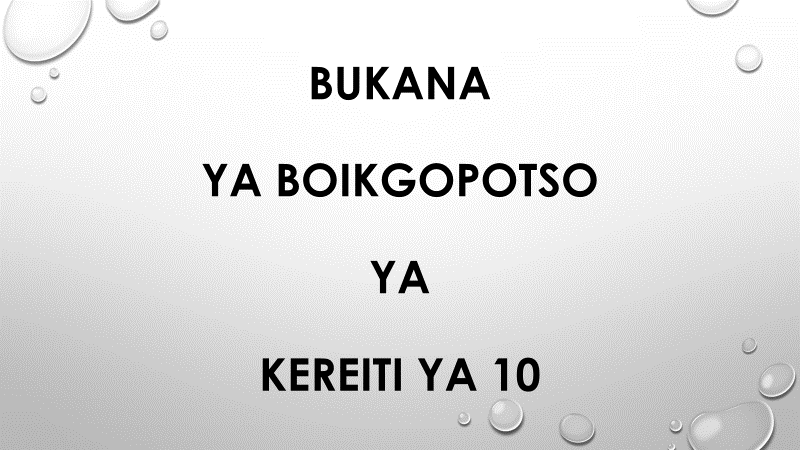 BUKANA
YA BOIKGOPOTSO
YA
KEREITI YA 10